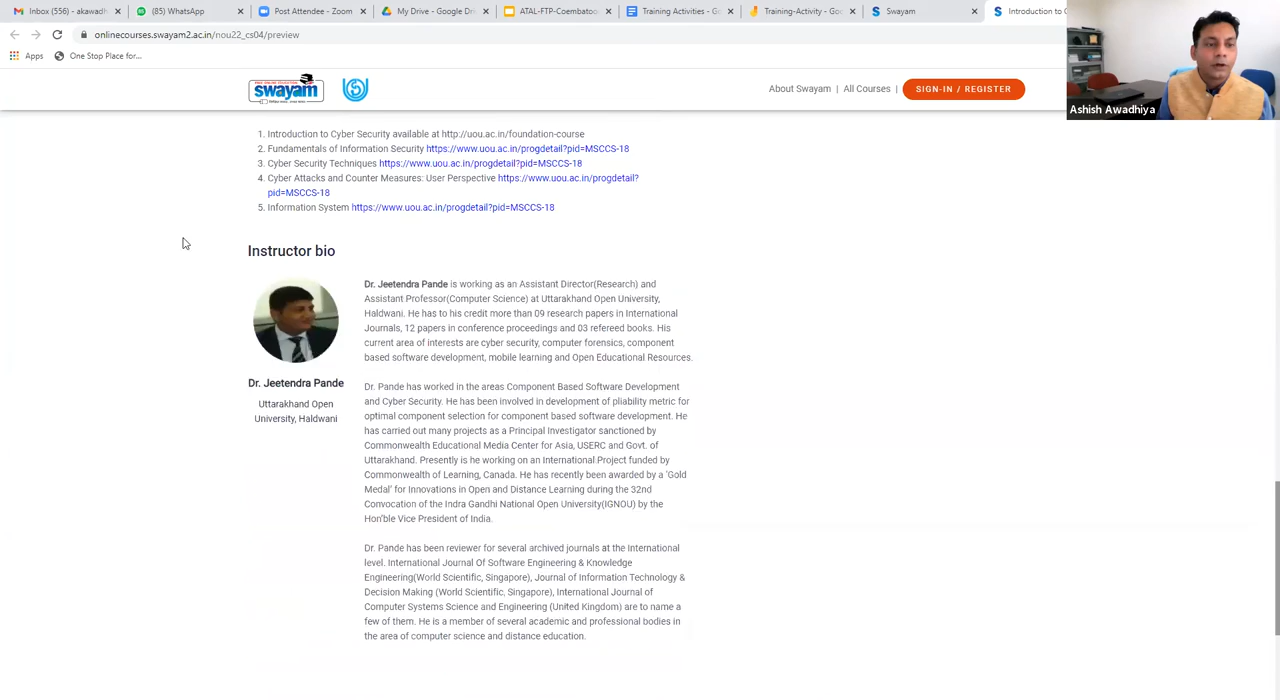 Inbox (556) - akawadh
(85) WhatsApp
Post Attendee - Zoom
My Drive - Google Dri
ATAL-FTP-Coembatoo
Training Activities - Go
Training-Activity - Goo
Swayam
Introduction to C
onlinecourses.swayam2.ac.in/nou22_cs04/preview
Apps
One Stop Place for...
swayam
About Swayam | All Courses | SIGN-IN / REGISTER
Ashish Awadhiya
1. Introduction to Cyber Security available at http://uou.ac.in/foundation-course
2. Fundamentals of Information Security https://www.uou.ac.in/progdetail?pid=MSCCS-18
3. Cyber Security Techniques https://www.uou.ac.in/progdetail?pid=MSCCS-18
4. Cyber Attacks and Counter Measures: User Perspective https://www.uou.ac.in/progdetail?
pid=MSCCS-18
5. Information System https://www.uou.ac.in/progdetail?pid=MSCCS-18
Instructor bio
Dr. Jeetendra Pande
Uttarakhand Open
University, Haldwani
Dr. Jeetendra Pande is working as an Assistant Director(Research) and
Assistant Professor(Computer Science) at Uttarakhand Open University,
Haldwani. He has to his credit more than 09 research papers in International
Journals, 12 papers in conference proceedings and 03 refereed books. His
current area of interests are cyber security, computer forensics, component
based software development, mobile learning and Open Educational Resources.
Dr. Pande has worked in the areas Component Based Software Development
and Cyber Security. He has been involved in development of pliability metric for
optimal component selection for component based software development. He
has carried out many projects as a Principal Investigator sanctioned by
Commonwealth Educational Media Center for Asia, USERC and Govt. of
Uttarakhand. Presently is he working on an International Project funded by
Commonwealth of Learning, Canada. He has recently been awarded by a 'Gold
Medal' for Innovations in Open and Distance Learning during the 32nd
Convocation of the Indra Gandhi National Open University(IGNOU) by the
Hon'ble Vice President of India.
Dr. Pande has been reviewer for several archived journals at the International
level. International Journal Of Software Engineering & Knowledge
Engineering(World Scientific, Singapore), Journal of Information Technology &
Decision Making (World Scientific, Singapore), International Journal of
Computer Systems Science and Engineering (United Kingdom) are to name a
few of them. He is a member of several academic and professional bodies in
the area of computer science and distance education.